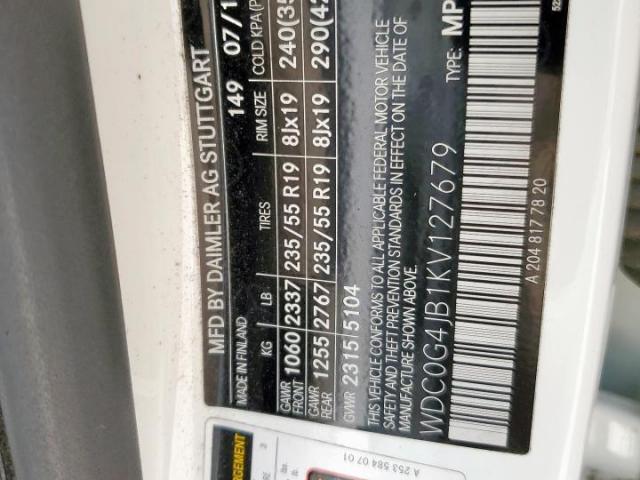 MFD BY DAIMLER AG STUTTGART
MADE IN FINLAND 149 07/1
KG LB TIRES RIM SIZE COLD KPA(P
GAWR FRONT 1060 2337 235/55 R19 8Jx19 240(35
GAWR REAR 1255 2767 235/55 R19 8Jx19 290(42
GVWR 2315 5104
THIS VEHICLE CONFORMS TO ALL APPLICABLE FEDERAL MOTOR VEHICLE
SAFETY AND THEFT PREVENTION STANDARDS IN EFFECT ON THE DATE OF
MANUFACTURE SHOWN ABOVE.
WDC0G4JB1KV127679 TYPE: MP
A 204 817 78 20
A 253 584 07 01